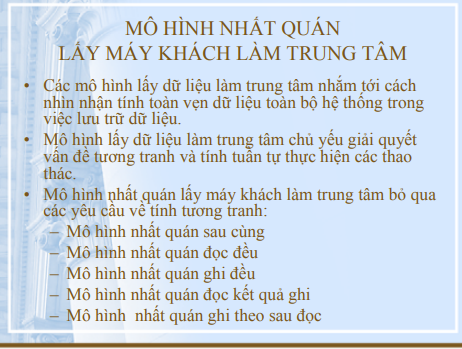 MÔ HÌNH NHẤT QUÁN
LẤY MÁY KHÁCH LÀM TRUNG TÂM
• Các mô hình lấy dữ liệu làm trung tâm nhắm tới cách
nhìn nhận tính toàn vẹn dữ liệu toàn bộ hệ thống trong
việc lưu trữ dữ liệu.
• Mô hình lấy dữ liệu làm trung tâm chủ yếu giải quyết
vấn đề tương tranh và tính tuần tự thực hiện các thao
thác.
• Mô hình nhất quán lấy máy khách làm trung tâm bỏ qua
các yêu cầu về tính tương tranh:
– Mô hình nhất quán sau cùng
– Mô hình nhất quán đọc đều
– Mô hình nhất quán ghi đều
– Mô hình nhất quán đọc kết quả ghi
– Mô hình nhất quán ghi theo sau đọc